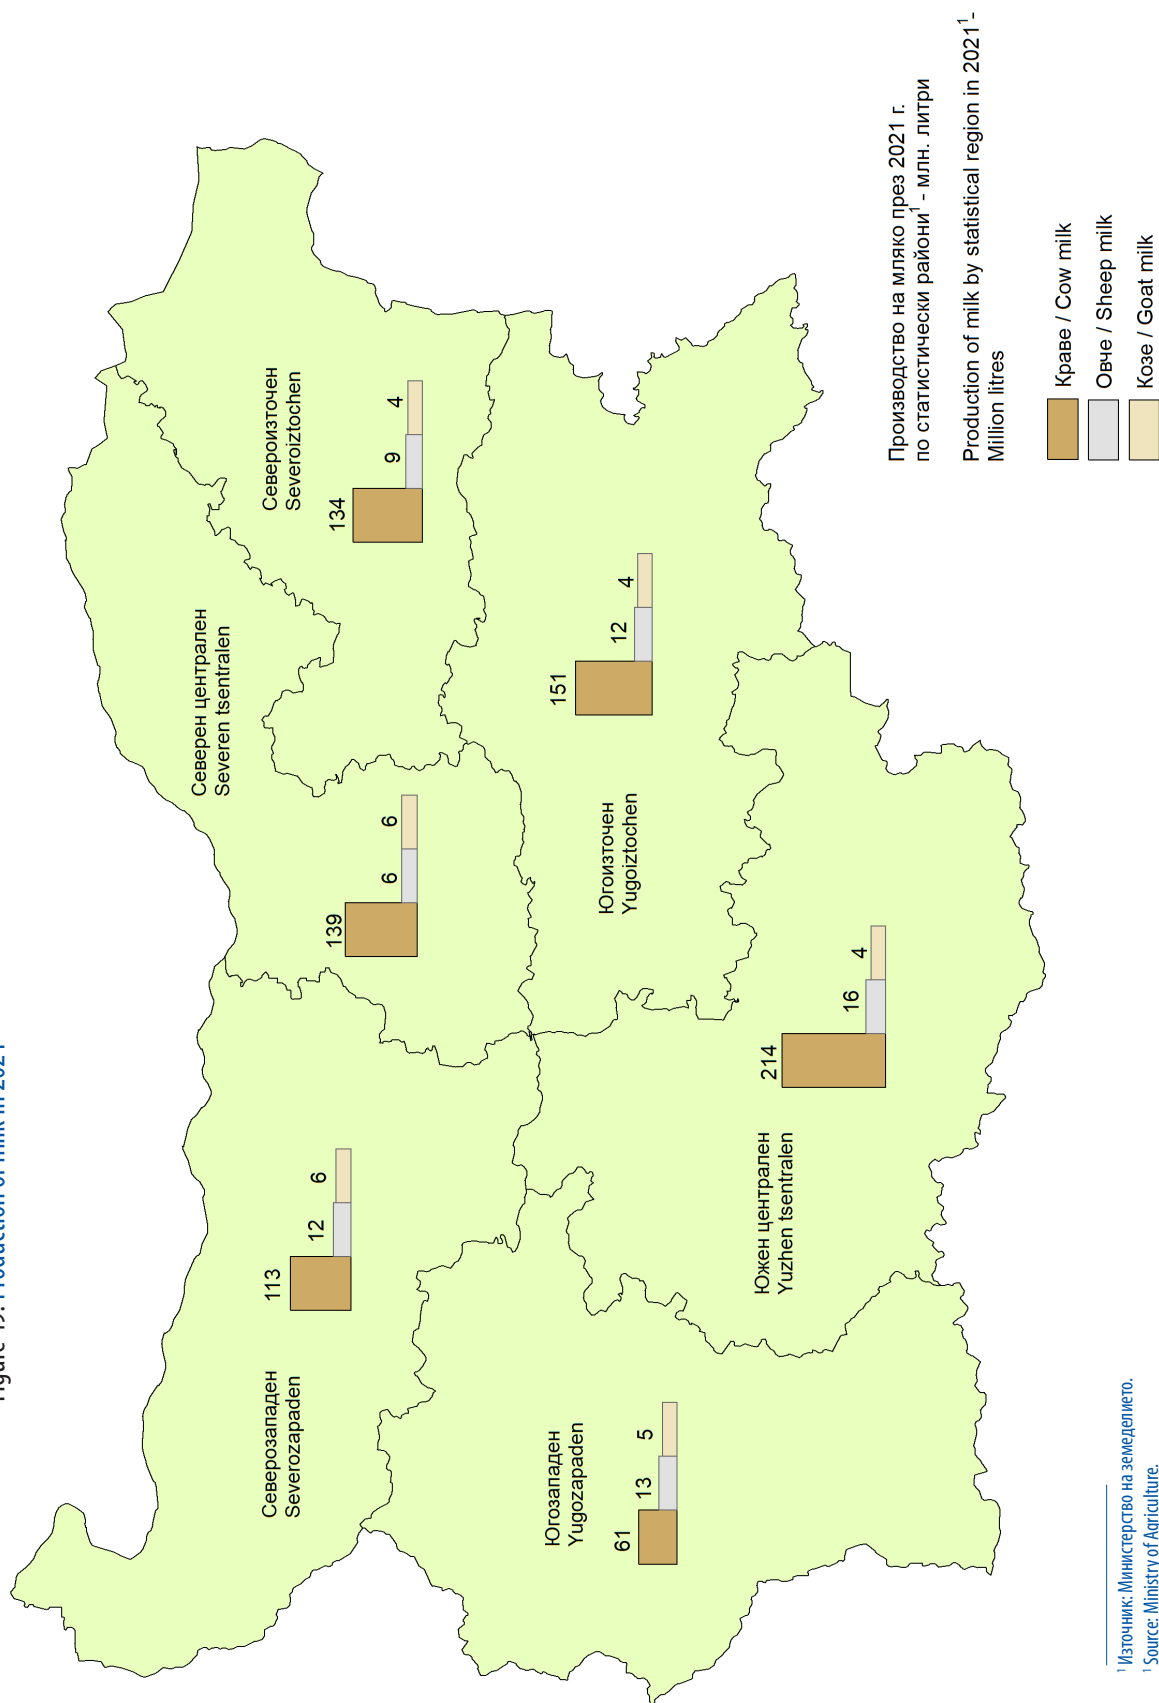 Figure 19. Production of milk in 2021
Северозападен
Severozapaden
113
12
6
Северен централен
Severen tsentralen
139
6
6
Североизточен
Severoiztochen
134
9
4
Югозападен
Yugozapaden
61
13
5
Южен централен
Yuzhen tsentralen
214
16
4
Югоизточен
Yugoiztochen
151
12
4
Производство на мляко през 2021 г.
по статистически райони¹ - млн. литри
Production of milk by statistical region in 2021¹-
Million litres
Краве / Cow milk
Овче / Sheep milk
Козе / Goat milk
¹ Източник: Министерство на земеделието.
¹ Source: Ministry of Agriculture.